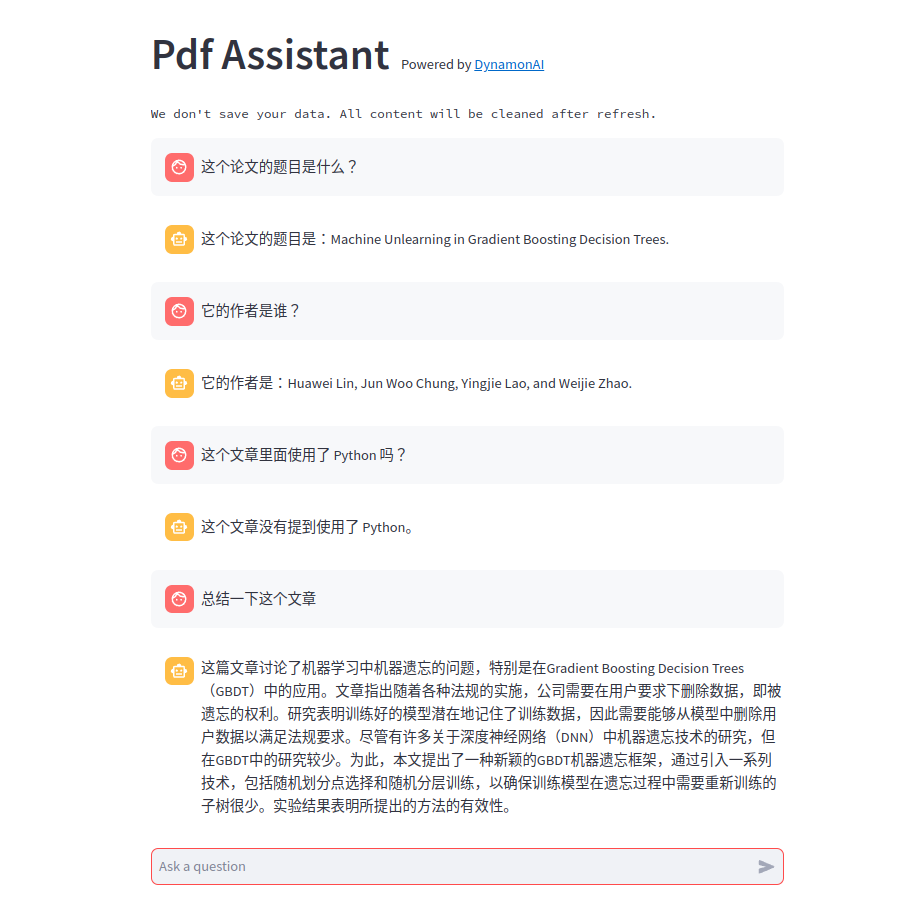 Pdf Assistant Powered by DynamonAI
We don't save your data. All content will be cleaned after refresh.
这个论文的题目是什么？
这个论文的题目是：Machine Unlearning in Gradient Boosting Decision Trees.
它的作者是谁？
它的作者是：Huawei Lin, Jun Woo Chung, Yingjie Lao, and Weijie Zhao.
这个文章里面使用了 Python 吗？
这个文章没有提到使用了 Python。
总结一下这个文章
这篇文章讨论了机器学习中机器遗忘的问题，特别是在Gradient Boosting Decision Trees
（GBDT）中的应用。文章指出随着各种法规的实施，公司需要在用户要求下删除数据，即被
遗忘的权利。研究表明训练好的模型潜在地记住了训练数据，因此需要能够从模型中删除用
户数据以满足法规要求。尽管有许多关于深度神经网络（DNN）中机器遗忘技术的研究，但
在GBDT中的研究较少。为此，本文提出了一种新颖的GBDT机器遗忘框架，通过引入一系列
技术，包括随机划分点选择和随机分层训练，以确保训练模型在遗忘过程中需要重新训练的
子树很少。实验结果表明所提出的方法的有效性。
Ask a question